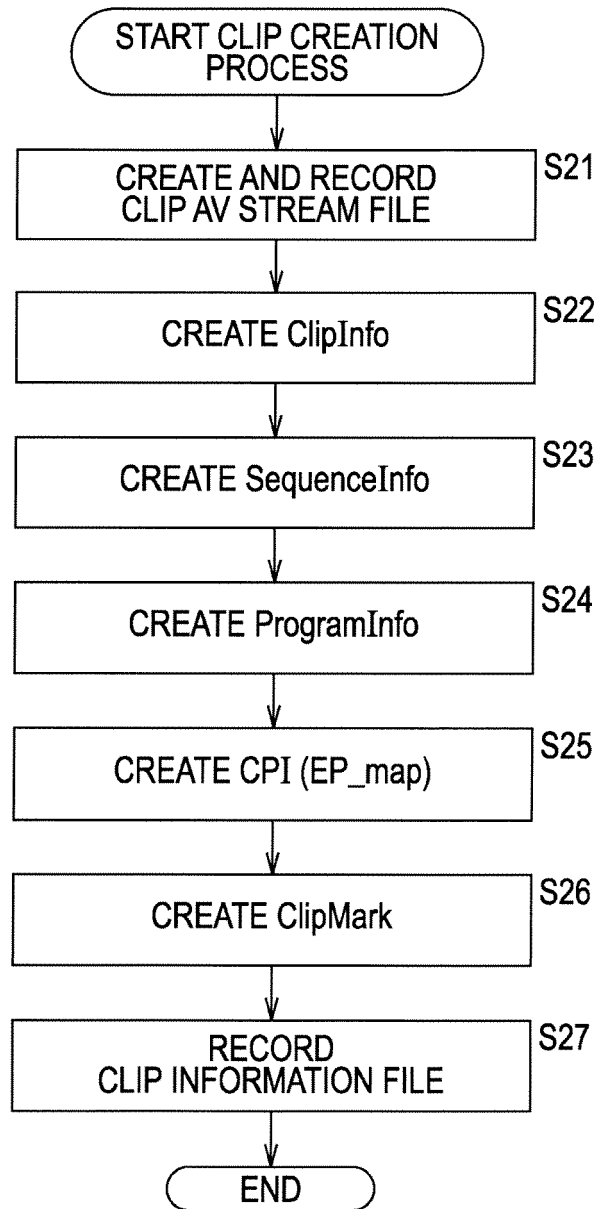 START CLIP CREATION
PROCESS
S21
CREATE AND RECORD
CLIP AV STREAM FILE
S22
CREATE ClipInfo
S23
CREATE SequenceInfo
S24
CREATE ProgramInfo
S25
CREATE CPI (EP_map)
S26
CREATE ClipMark
S27
RECORD
CLIP INFORMATION FILE
END